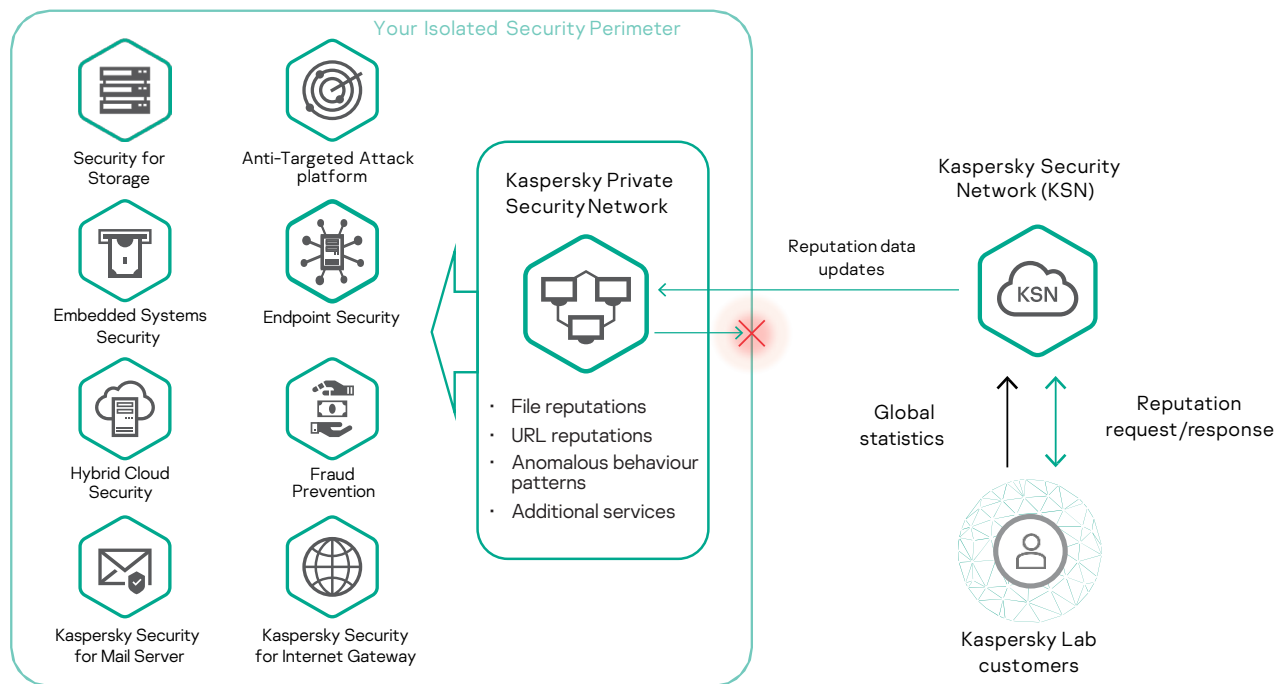 Your Isolated Security Perimeter
Security for
Storage
Anti-Targeted Attack
platform
Embedded Systems
Security
Endpoint Security
Hybrid Cloud
Security
Fraud
Prevention
Kaspersky Security
for Mail Server
Kaspersky Security
for Internet Gateway
Kaspersky Private
Security Network
· File reputations
· URL reputations
· Anomalous behaviour
patterns
· Additional services
Reputation data
updates
Kaspersky Security
Network (KSN)
KSN
Global
statistics
Reputation
request/response
Kaspersky Lab
customers